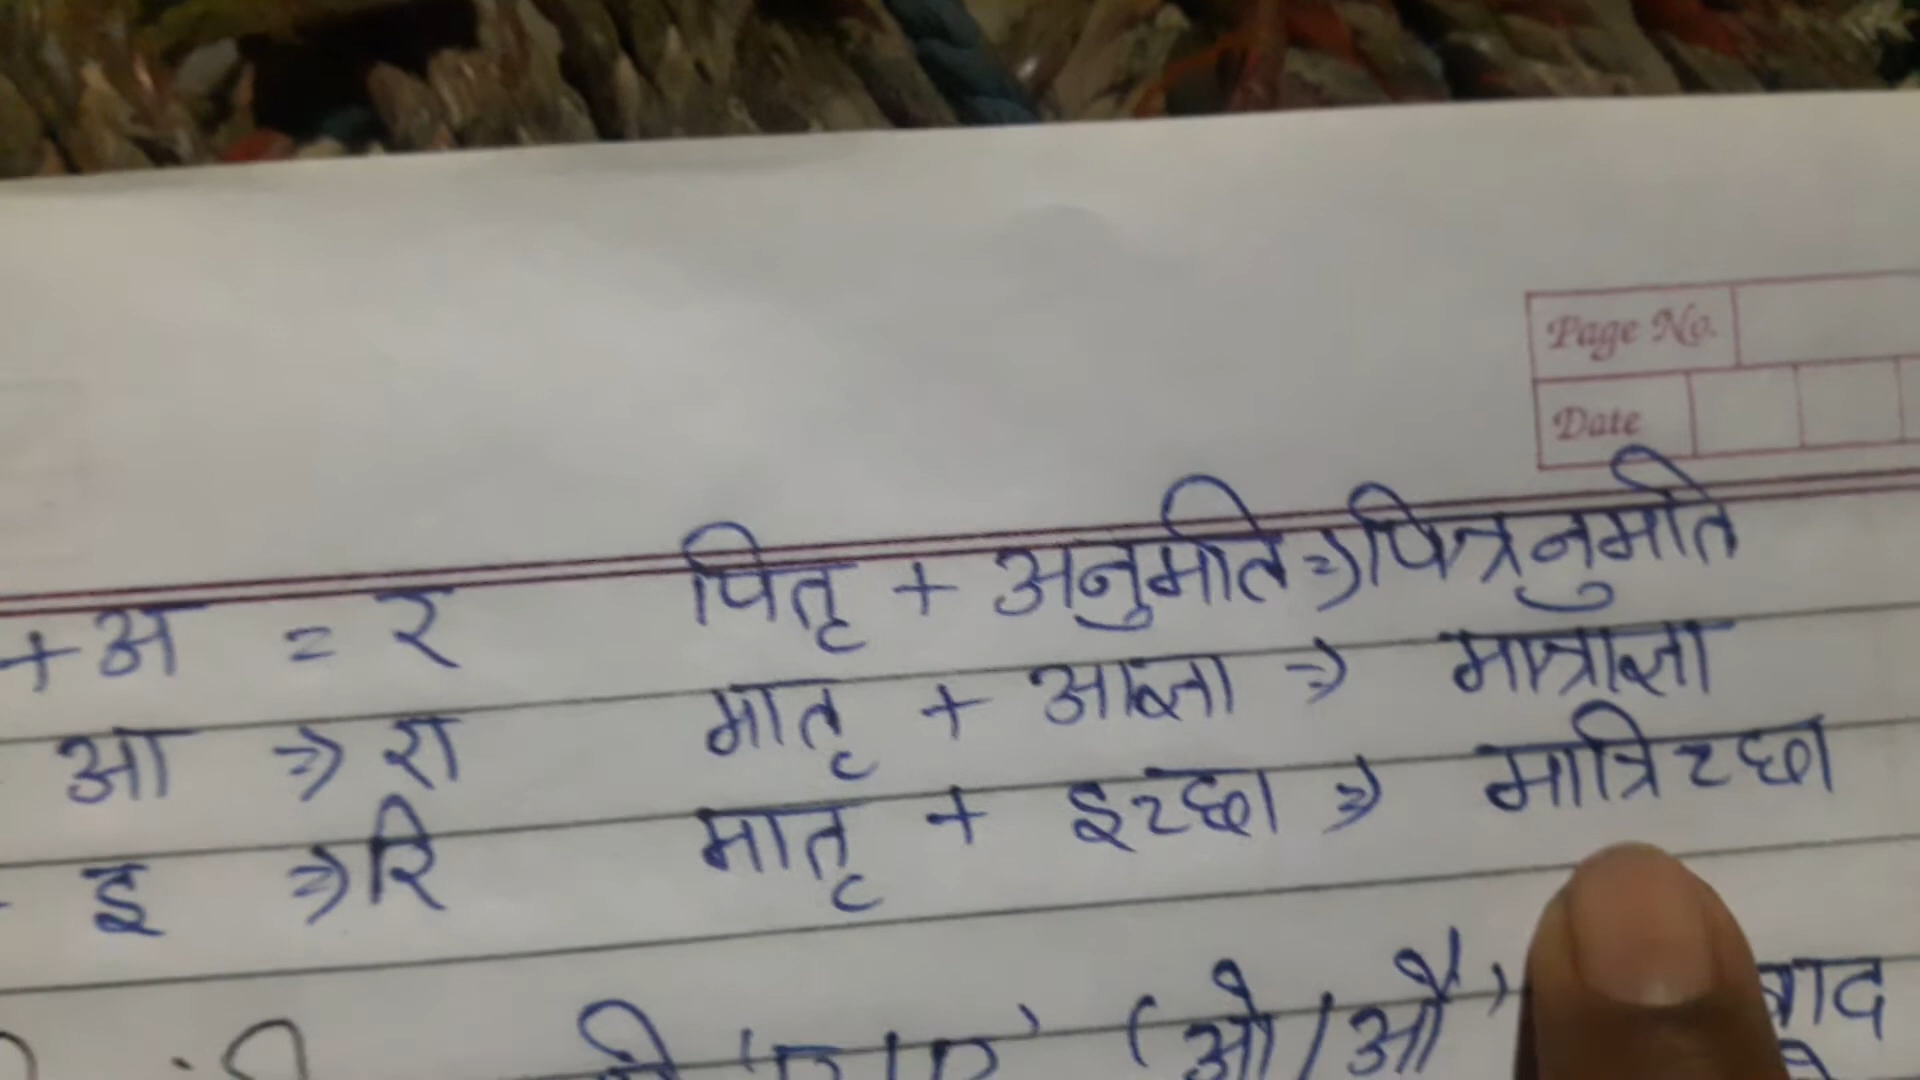 Page No.
Date
+ अ = र पितृ + अनुमति => पित्रनुमति
आ => रा मातृ + आज्ञा => मात्राज्ञा
इ => रि मातृ + इच्छा => मात्रिच्छा
(ओ/औ) बाद